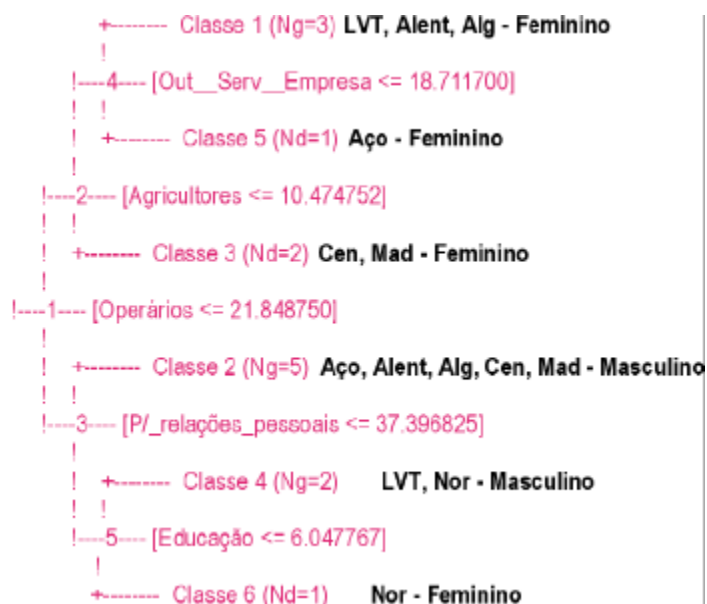 +-------- Classe 1 (Ng=3) LVT, Alent, Alg - Feminino
!
!----4---- [Out__Serv__Empresa <= 18.711700]
! !
! +-------- Classe 5 (Nd=1) Aço - Feminino
!
!----2---- [Agricultores <= 10.474752]
! !
! +-------- Classe 3 (Nd=2) Cen, Mad - Feminino
!
!----1---- [Operários <= 21.848750]
!
! +-------- Classe 2 (Ng=5) Aço, Alent, Alg, Cen, Mad - Masculino
! !
!----3---- [P/_relações_pessoais <= 37.396825]
!
! +-------- Classe 4 (Ng=2) LVT, Nor - Masculino
! !
!----5---- [Educação <= 6.047767]
!
+-------- Classe 6 (Nd=1) Nor - Feminino